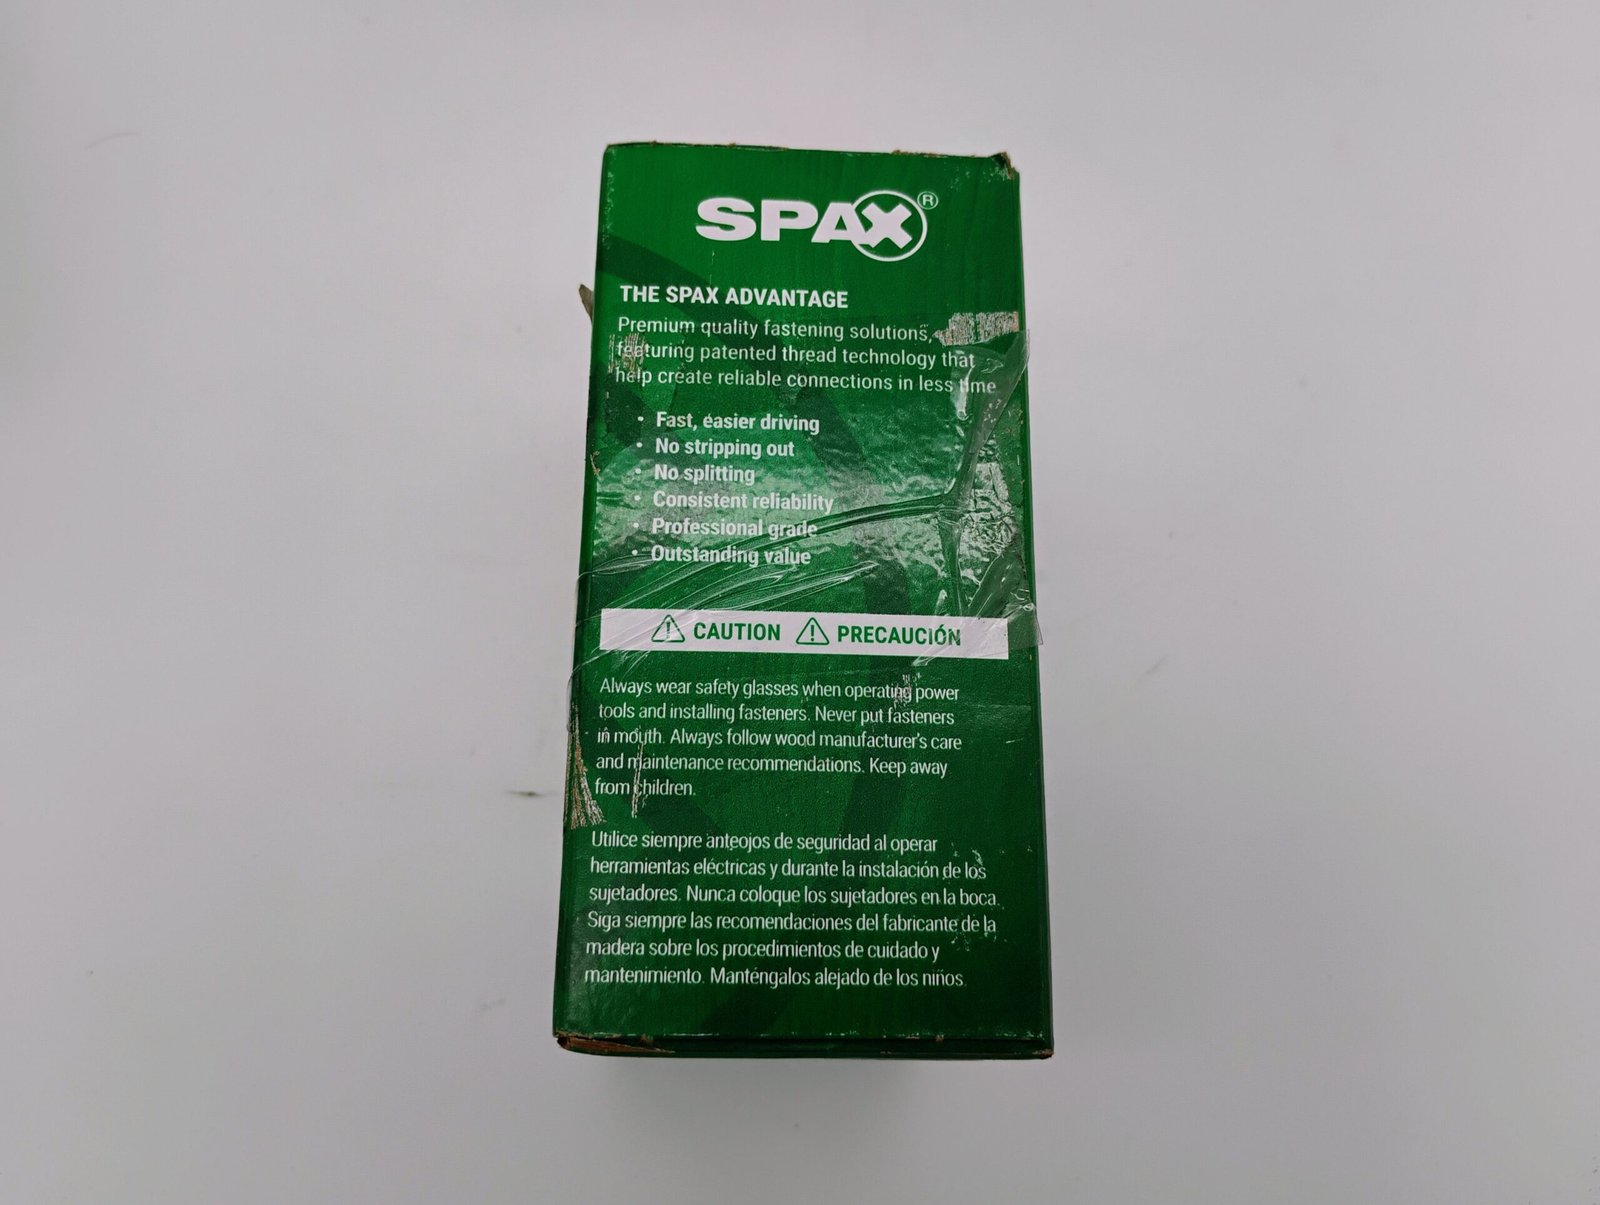 SPAX®
THE SPAX ADVANTAGE
Premium quality fastening solutions,
featuring patented thread technology that
help create reliable connections in less time
• Fast, easier driving
• No stripping out
• No splitting
• Consistent reliability
• Professional grade
• Outstanding value
CAUTION PRECAUCIÓN
Always wear safety glasses when operating power
tools and installing fasteners. Never put fasteners
in mouth. Always follow wood manufacturer's care
and maintenance recommendations. Keep away
from children.
Utilice siempre anteojos de seguridad al operar
herramientas eléctricas y durante la instalación de los
sujetadores. Nunca coloque los sujetadores en la boca.
Siga siempre las recomendaciones del fabricante de la
madera sobre los procedimientos de cuidado y
mantenimiento. Manténgalos alejado de los niños.